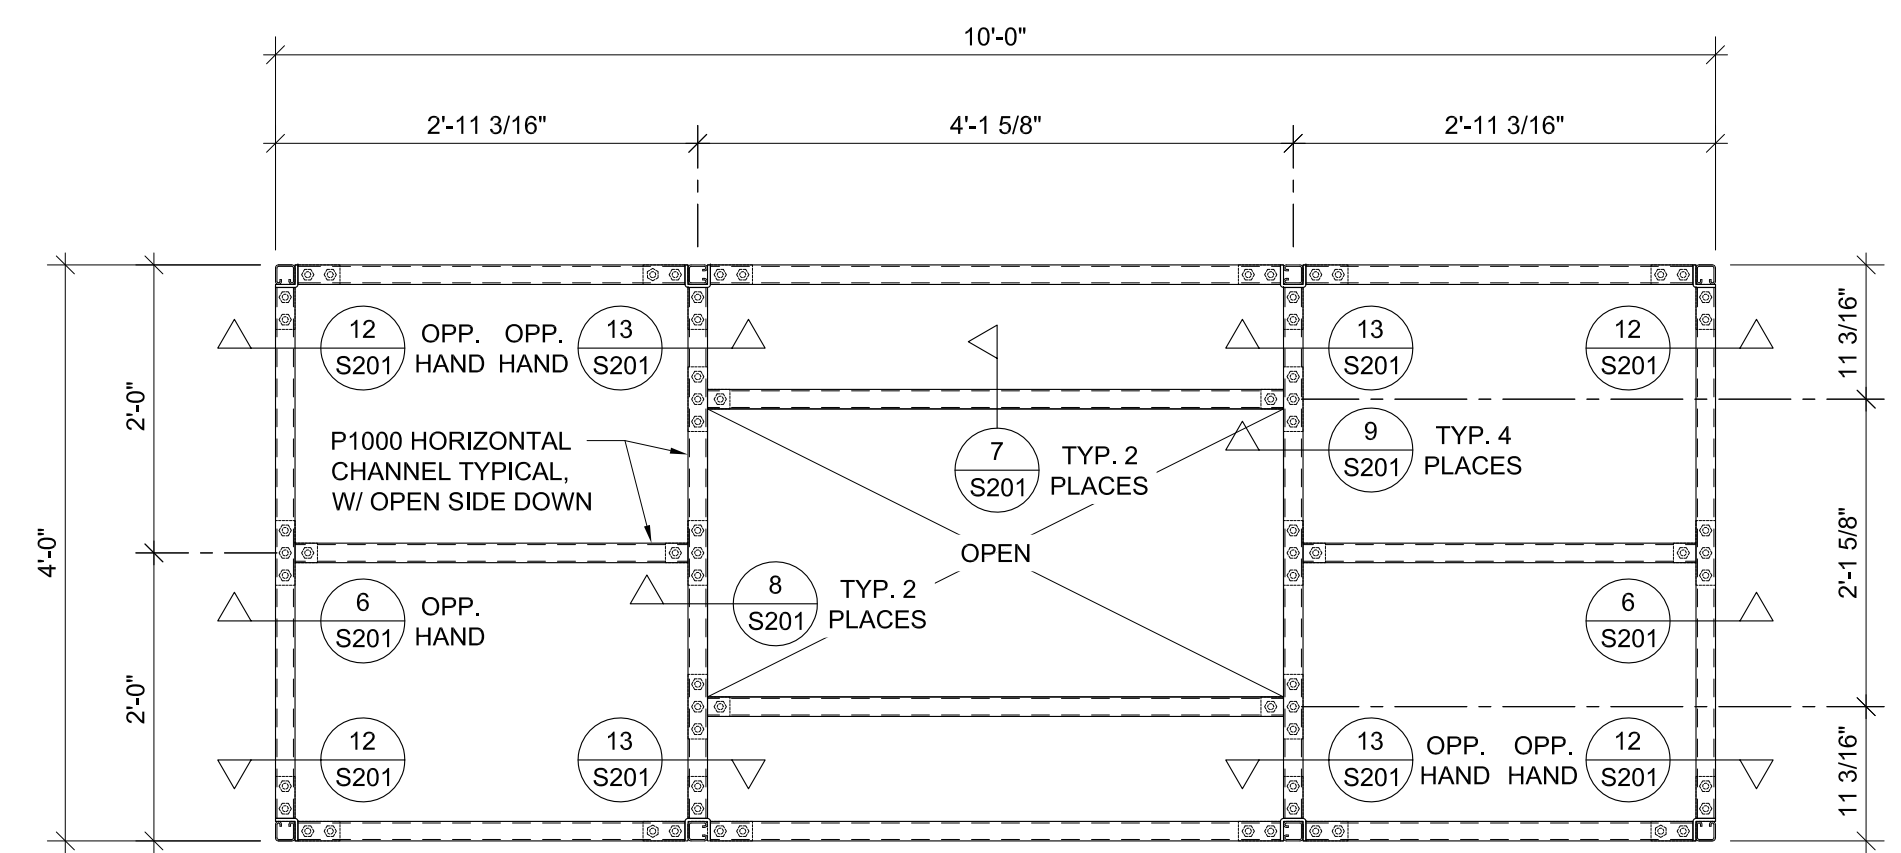 10'-0"
2'-11 3/16"
4'-1 5/8"
2'-11 3/16"
12
S201
OPP.
HAND
OPP.
HAND
13
S201
13
S201
12
S201
11 3/16"
2'-0"
4'-0"
P1000 HORIZONTAL
CHANNEL TYPICAL,
W/ OPEN SIDE DOWN
7
S201
TYP. 2
PLACES
9
S201
TYP. 4
PLACES
OPEN
2'-1 5/8"
6
S201
OPP.
HAND
8
S201
TYP. 2
PLACES
6
S201
2'-0"
12
S201
13
S201
13
S201
OPP.
HAND
OPP.
HAND
12
S201
11 3/16"